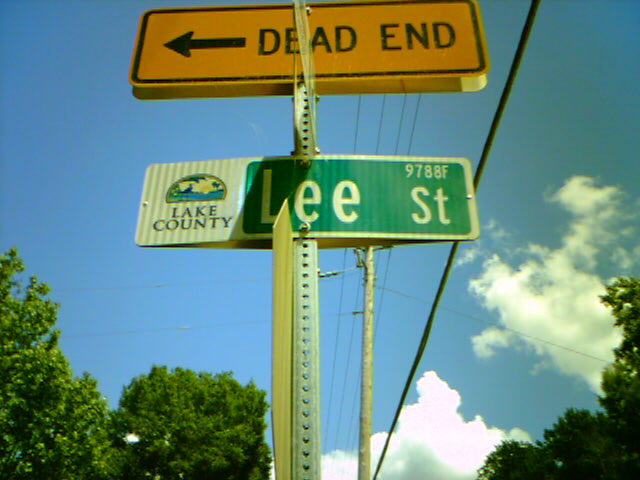 DEAD END
LAKE
COUNTY
9788F
Lee St